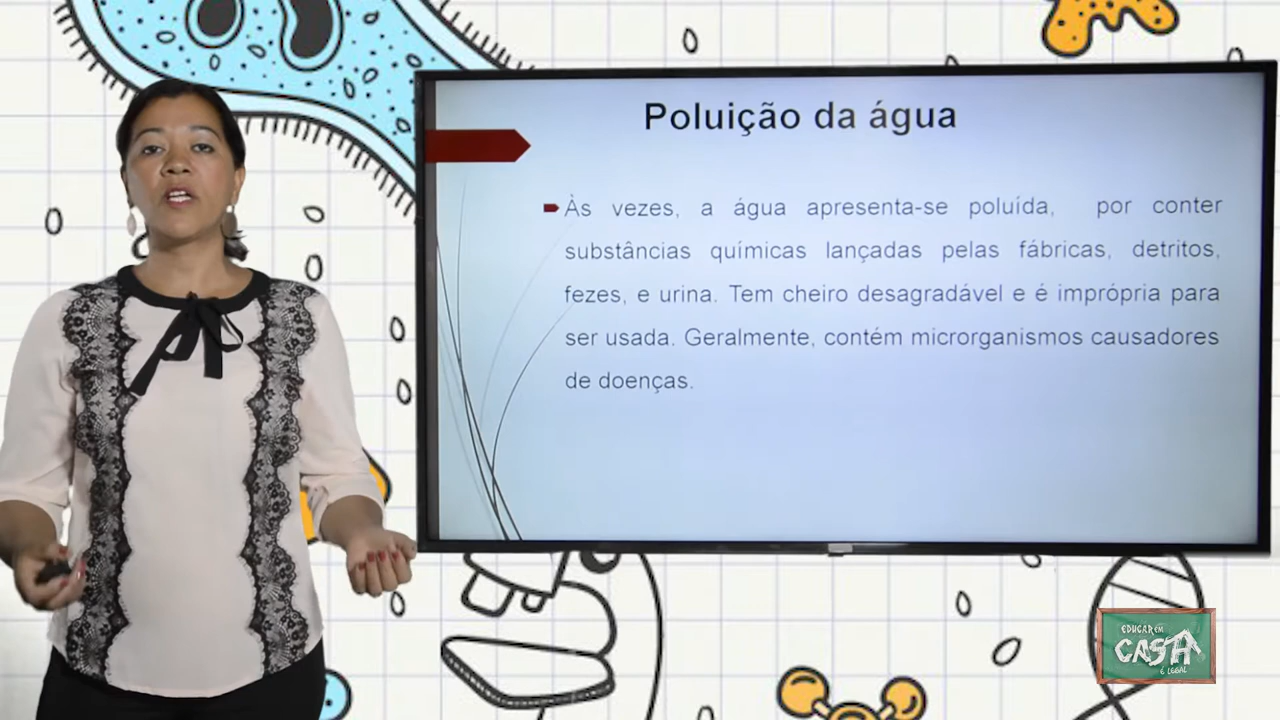 Poluição da água
Às vezes, a água apresenta-se poluída, por conter
substâncias químicas lançadas pelas fábricas, detritos,
fezes, e urina. Tem cheiro desagradável e é imprópria para
ser usada. Geralmente, contém microrganismos causadores
de doenças.
EDUCAR EM
CASA
É LEGAL